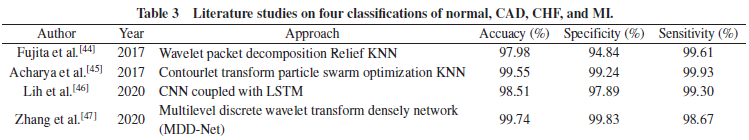 Table 3 Literature studies on four classifications of normal, CAD, CHF, and MI.
Author Year Approach Accuacy (%) Specificity (%) Sensitivity (%)
Fujita et al.[44] 2017 Wavelet packet decomposition Relief KNN 97.98 94.84 99.61
Acharya et al.[45] 2017 Contourlet transform particle swarm optimization KNN 99.55 99.24 99.93
Lih et al.[46] 2020 CNN coupled with LSTM 98.51 97.89 99.30
Zhang et al.[47] 2020 Multilevel discrete wavelet transform densely network 99.74 99.83 98.67
(MDD-Net)